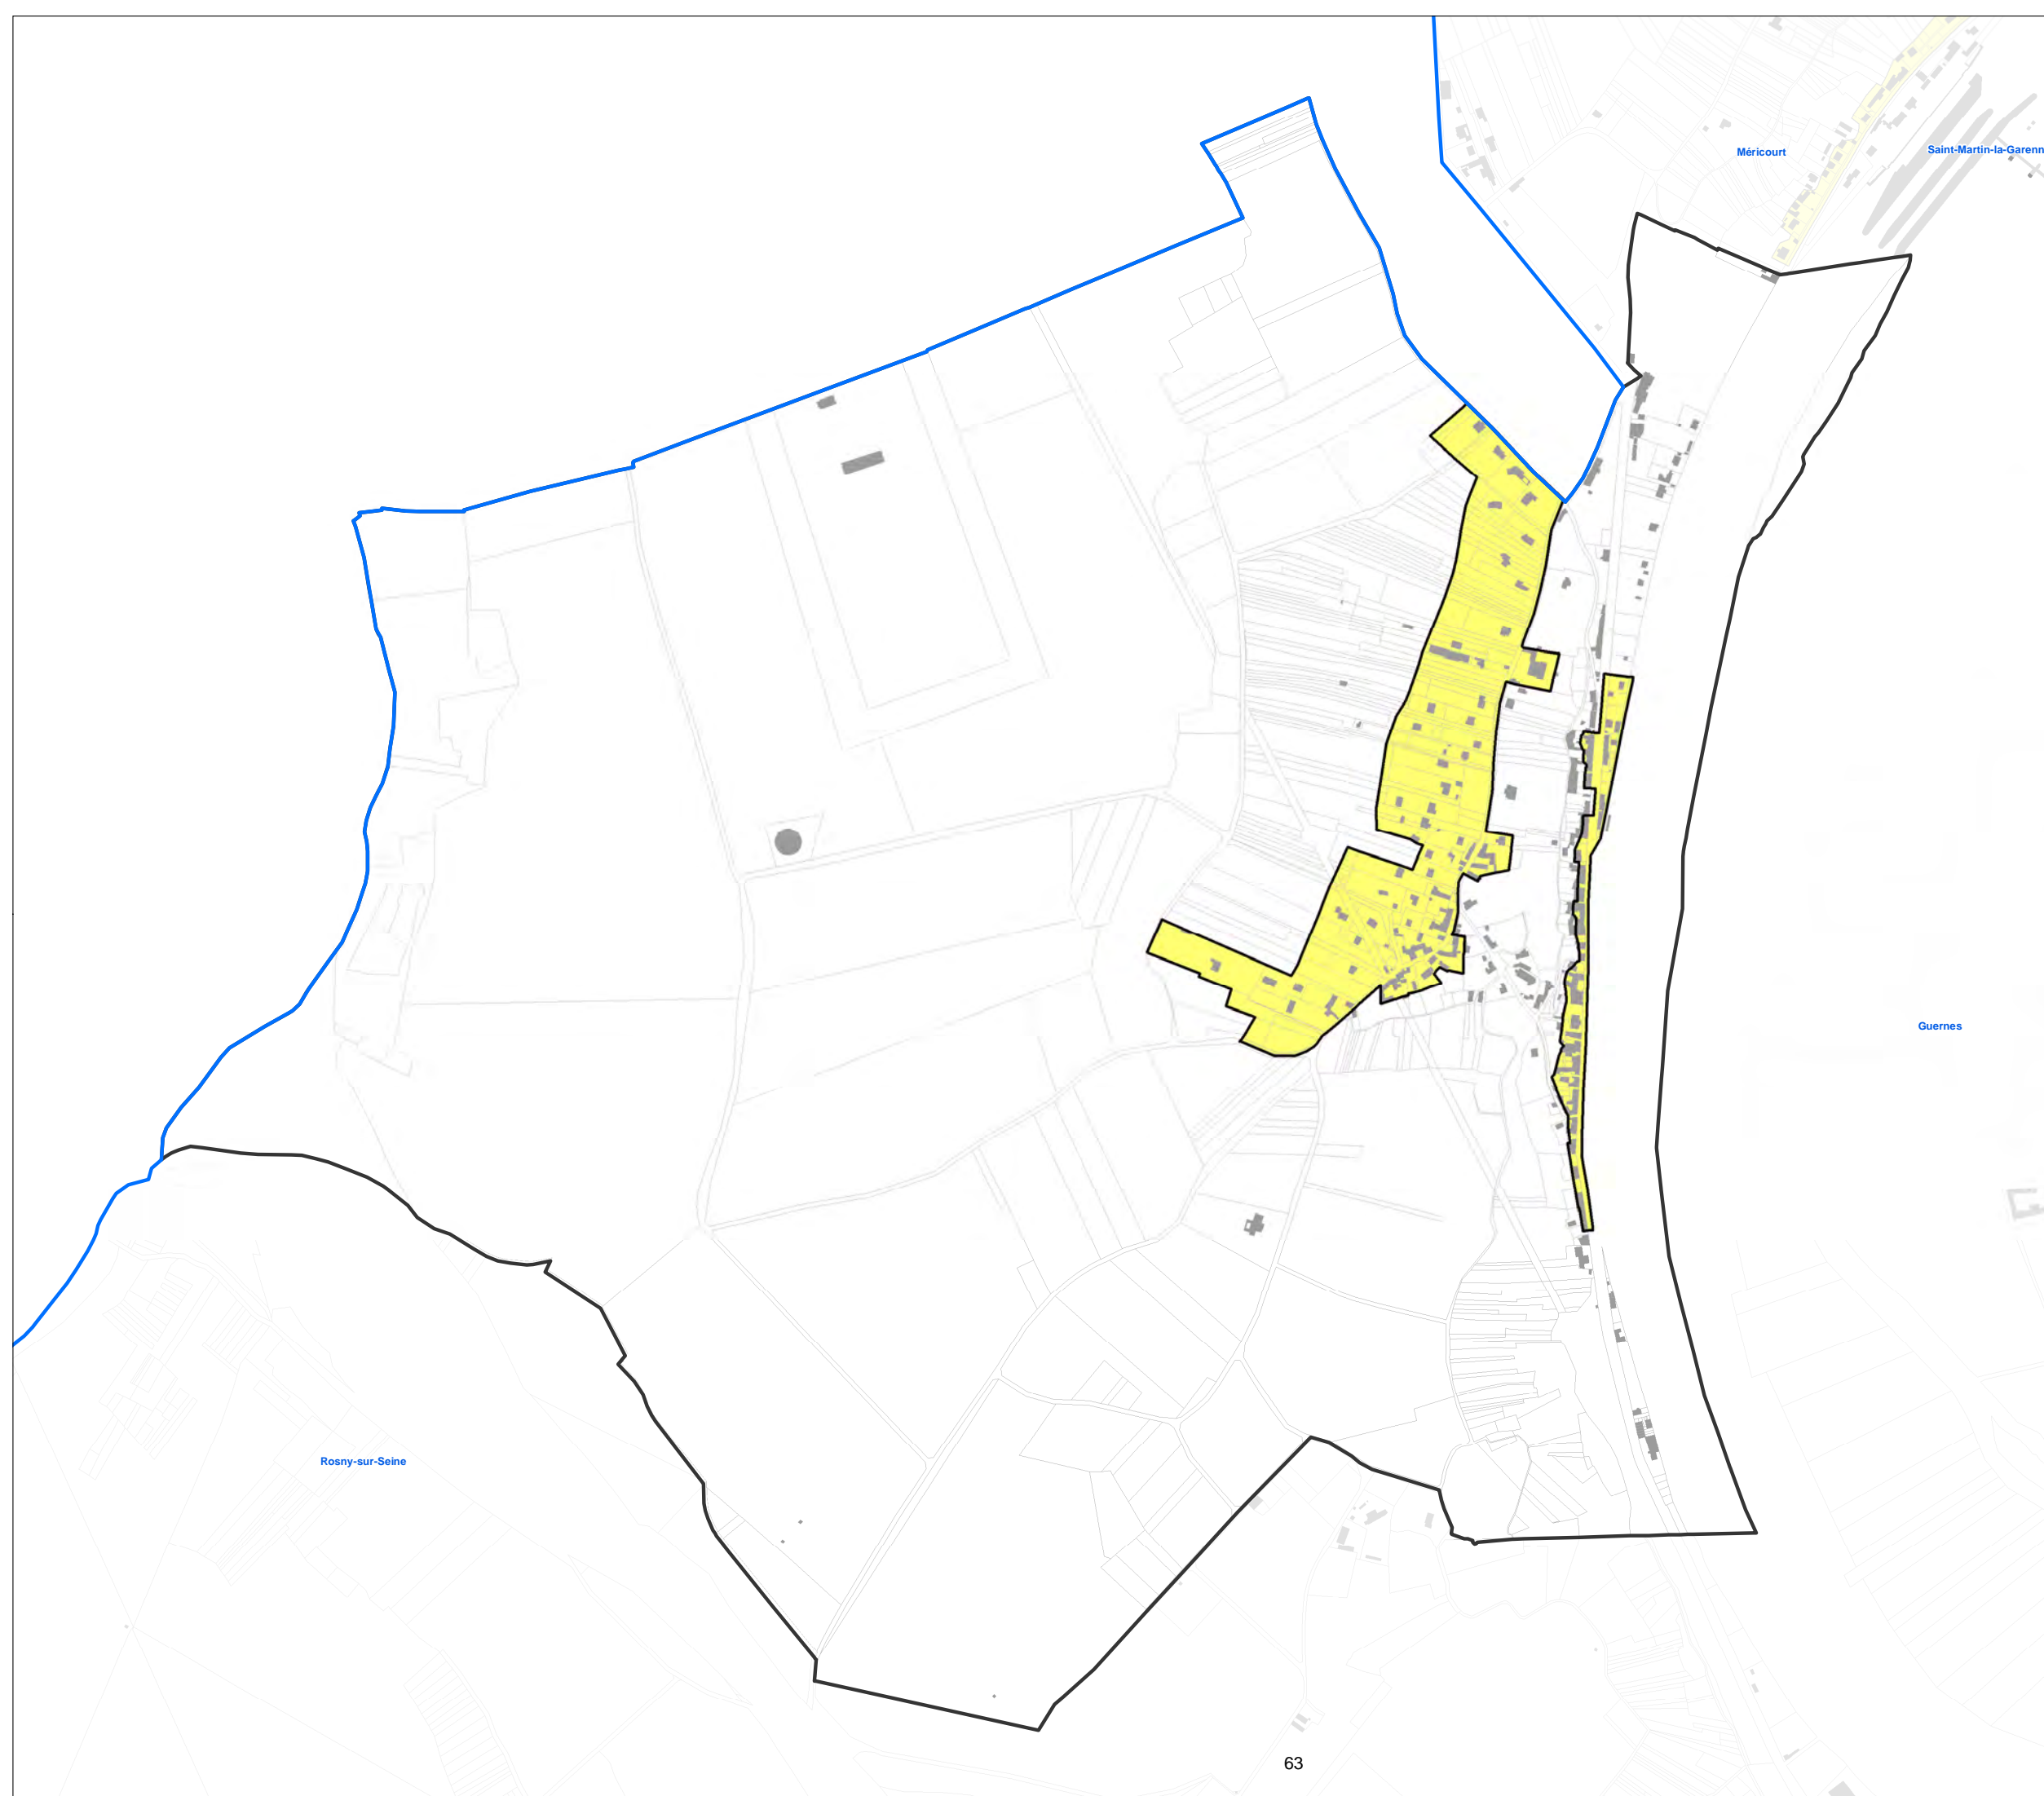 Méricourt
Saint-Martin-la-Garenn
Guernes
Rosny-sur-Seine
63